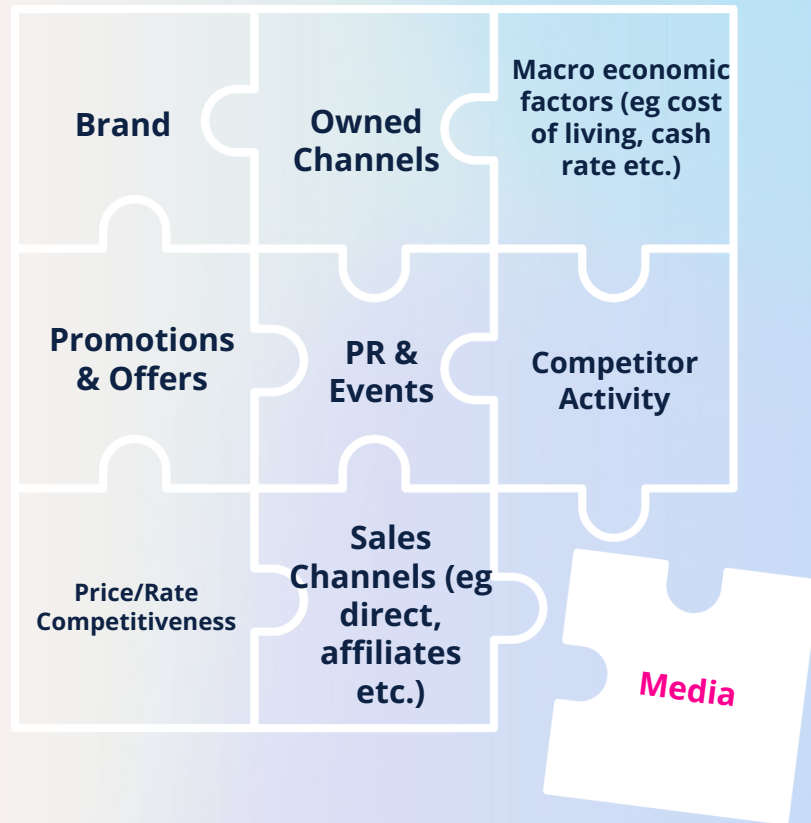 Brand
Owned
Channels
Macro economic
factors (eg cost
of living, cash
rate etc.)
Promotions
& Offers
PR &
Events
Competitor
Activity
Price/Rate
Competitiveness
Sales
Channels (eg
direct,
affiliates
etc.)
Media